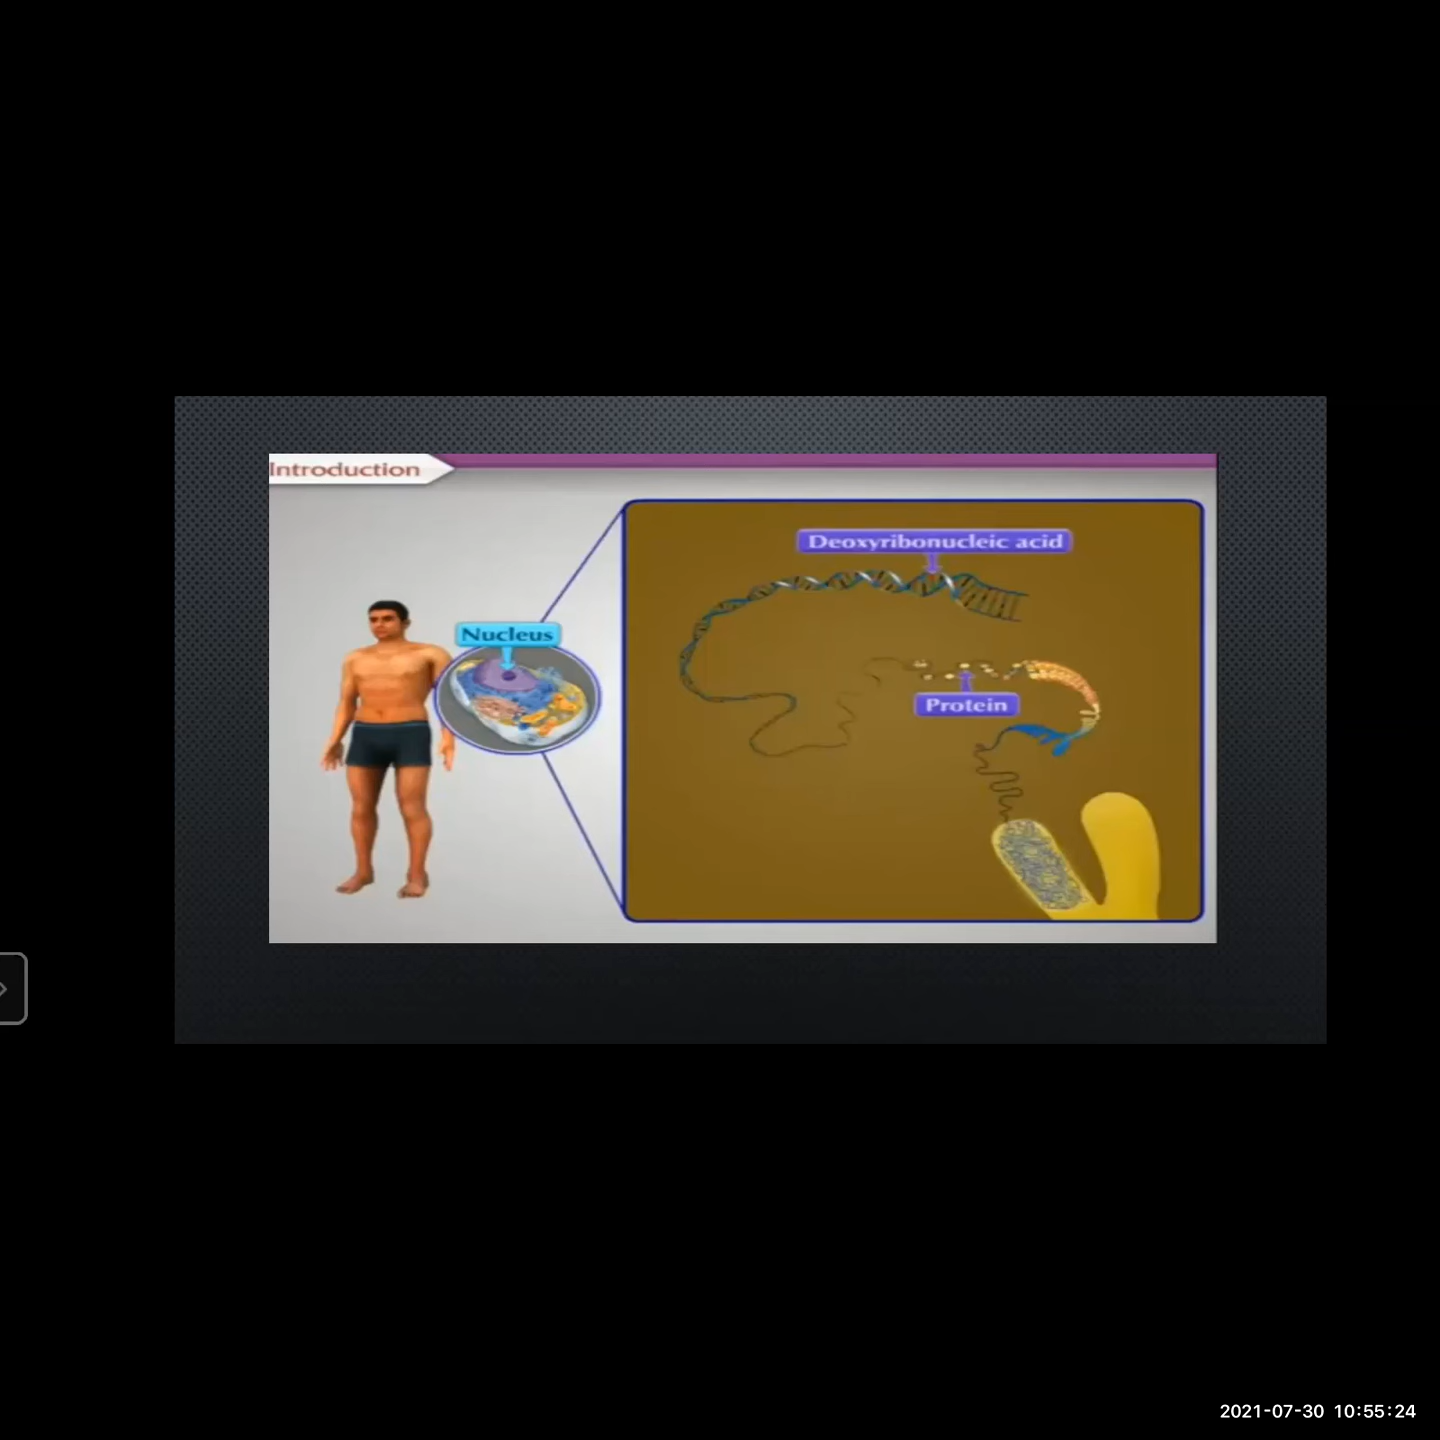 Introduction
Deoxyribonucleic acid
Nucleus
Protein
2021-07-30 10:55:24